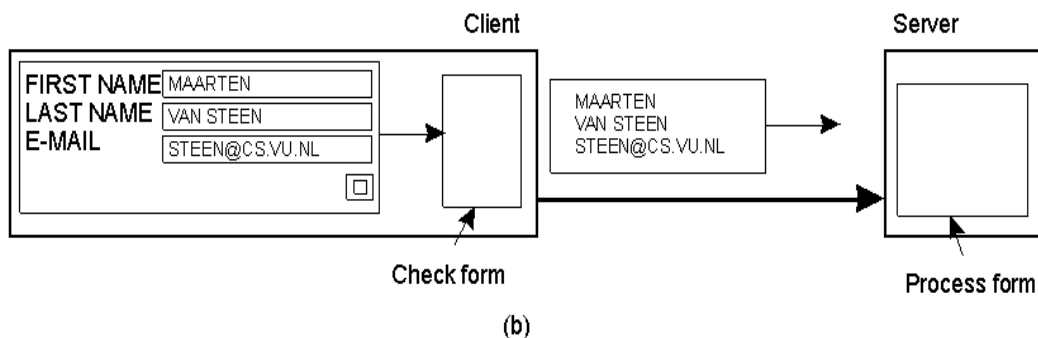 Client
Server
FIRST NAME MAARTEN
LAST NAME VAN STEEN
E-MAIL STEEN@CS.VU.NL
MAARTEN
VAN STEEN
STEEN@CS.VU.NL
Check form
Process form
(b)